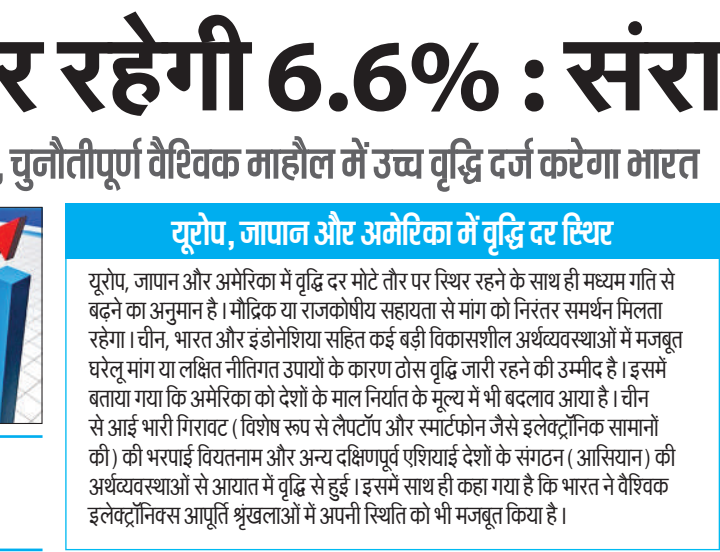 र रहेगी 6.6% : संरा
, चुनौतीपूर्ण वैश्विक माहौल में उच्च वृद्धि दर्ज करेगा भारत
यूरोप, जापान और अमेरिका में वृद्धि दर स्थिर
यूरोप, जापान और अमेरिका में वृद्धि दर मोटे तौर पर स्थिर रहने के साथ ही मध्यम गति से
बढ़ने का अनुमान है। मौद्रिक या राजकोषीय सहायता से मांग को निरंतर समर्थन मिलता
रहेगा। चीन, भारत और इंडोनेशिया सहित कई बड़ी विकासशील अर्थव्यवस्थाओं में मजबूत
घरेलू मांग या लक्षित नीतिगत उपायों के कारण ठोस वृद्धि जारी रहने की उम्मीद है। इसमें
बताया गया कि अमेरिका को देशों के माल निर्यात के मूल्य में भी बदलाव आया है। चीन
से आई भारी गिरावट (विशेष रूप से लैपटॉप और स्मार्टफोन जैसे इलेक्ट्रॉनिक सामानों
की) की भरपाई वियतनाम और अन्य दक्षिणपूर्व एशियाई देशों के संगठन (आसियान) की
अर्थव्यवस्थाओं से आयात में वृद्धि से हुई। इसमें साथ ही कहा गया है कि भारत ने वैश्विक
इलेक्ट्रॉनिक्स आपूर्ति श्रृंखलाओं में अपनी स्थिति को भी मजबूत किया है।